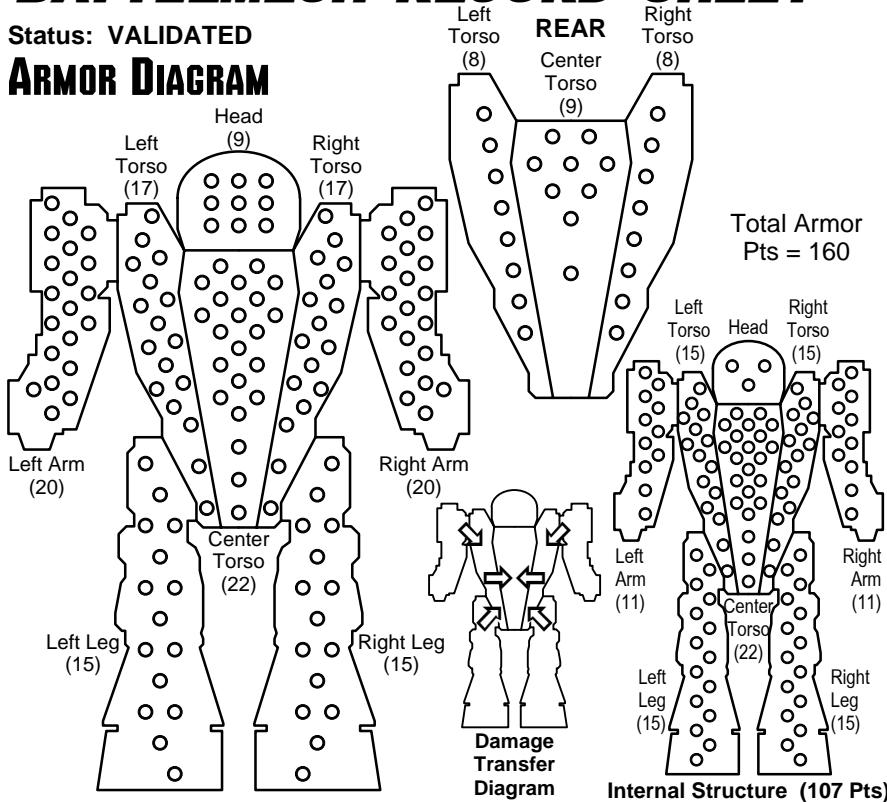 BATTLEMECH RECORD SHEET
Status: VALIDATED
ARMOR DIAGRAM
Head
(9)
Left
Torso
(17)
Right
Torso
(17)
Left Arm
(20)
Right Arm
(20)
Center
Torso
(22)
Left Leg
(15)
Right Leg
(15)
REAR
Left
Torso
(8)
Center
Torso
(9)
Right
Torso
(8)
Total Armor
Pts = 160
Damage
Transfer
Diagram
Left
Torso
(15)
Head
Right
Torso
(15)
Left
Arm
(11)
Right
Arm
(11)
Center
Torso
(22)
Left
Leg
(15)
Right
Leg
(15)
Internal Structure (107 Pts)